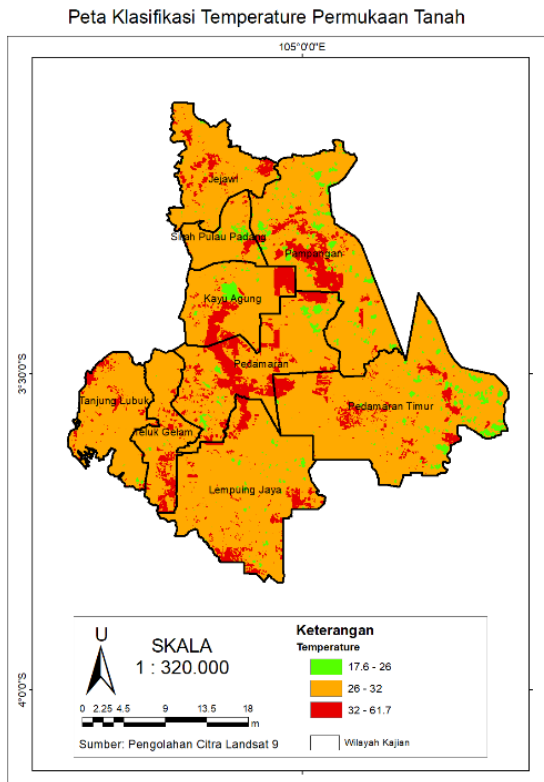 Peta Klasifikasi Temperature Permukaan Tanah
105°0'0"E
Jejawi
Sirah Pulau Padang
Pampangan
Kayu Agung
3°30'0"S
Pedamaran
Tanjung Lubuk
Pedamaran Timur
Teluk Gelam
Lempuing Jaya
4°0'0"S
U
SKALA
1 : 320.000
0 2.25 4.5 9 13.5 18
m
Sumber: Pengolahan Citra Landsat 9
Keterangan
Temperature
17.6 - 26
26 - 32
32 - 61.7
Wilayah Kajian